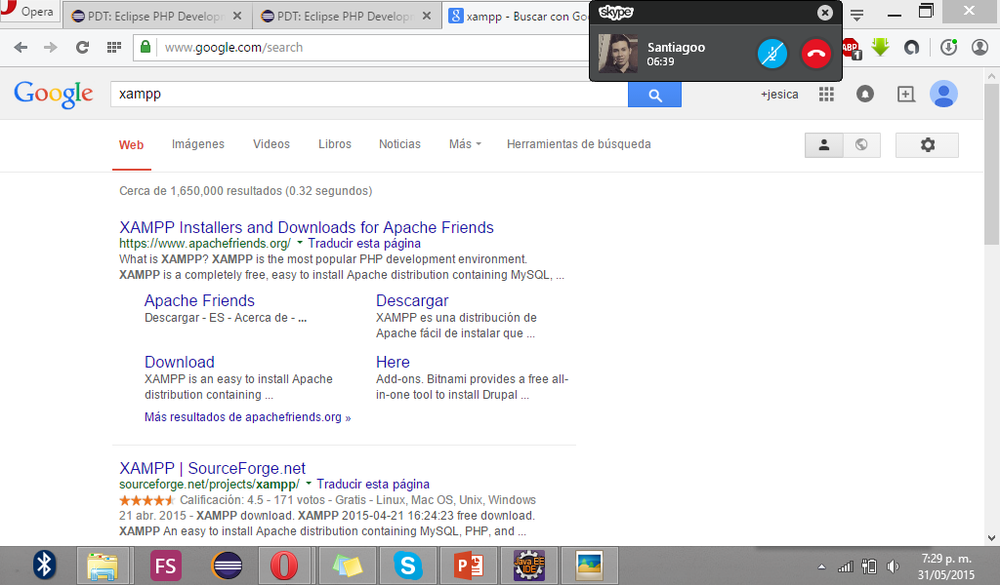 Opera
PDT: Eclipse PHP Developm
PDT: Eclipse PHP Developm
xampp - Buscar con Go
skype
Santiagoo
06:39
www.google.com/search
ABP
1
Google
xampp
+jesica
Web
Imágenes
Videos
Libros
Noticias
Más
Herramientas de búsqueda
Cerca de 1,650,000 resultados (0.32 segundos)
XAMPP Installers and Downloads for Apache Friends
https://www.apachefriends.org/ Traducir esta página
What is XAMPP? XAMPP is the most popular PHP development environment.
XAMPP is a completely free, easy to install Apache distribution containing MySQL, ...
Apache Friends
Descargar - ES - Acerca de - ...
Descargar
XAMPP es una distribución de
Apache fácil de instalar que ...
Download
XAMPP is an easy to install Apache
distribution containing ...
Here
Add-ons. Bitnami provides a free all-
in-one tool to install Drupal ...
Más resultados de apachefriends.org »
XAMPP | SourceForge.net
sourceforge.net/projects/xampp/ Traducir esta página
Calificación: 4.5 - 171 votos - Gratis - Linux, Mac OS, Unix, Windows
21 abr. 2015 - XAMPP download. XAMPP 2015-04-21 16:24:23 free download.
XAMPP An easy to install Apache distribution containing MySQL, PHP, and ...
FS
Java EE
IDE
7:29 p. m.
31/05/2015